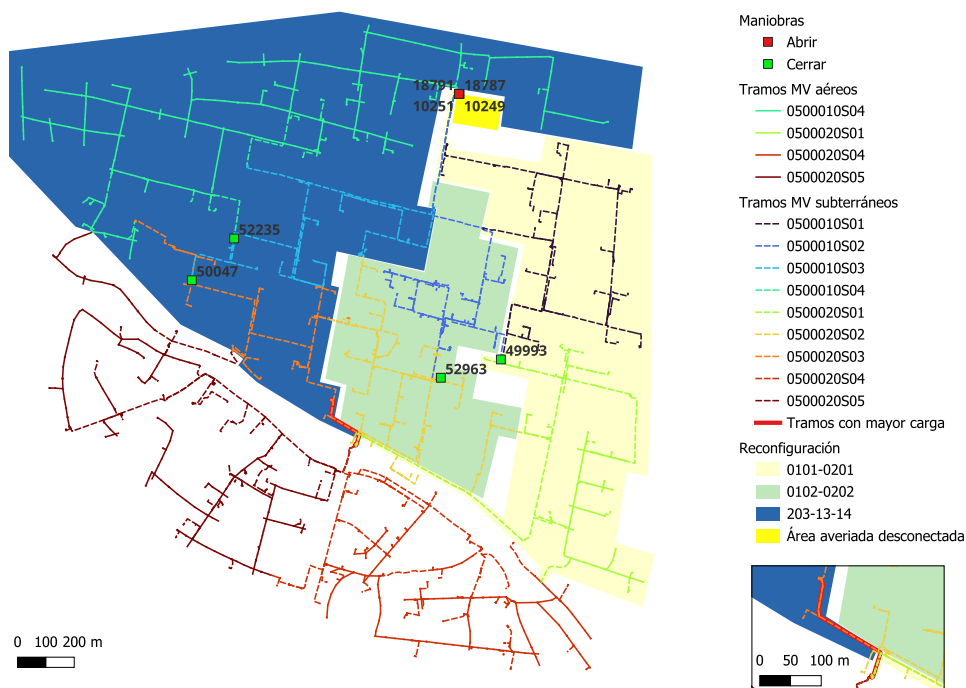 18791 18787
10251 10249
52235
50047
49993
52963
0 100 200 m
Maniobras
Abrir
Cerrar
Tramos MV aéreos
0500010S04
0500020S01
0500020S04
0500020S05
Tramos MV subterráneos
0500010S01
0500010S02
0500010S03
0500010S04
0500020S01
0500020S02
0500020S03
0500020S04
0500020S05
Tramos con mayor carga
Reconfiguración
0101-0201
0102-0202
203-13-14
Área averiada desconectada
0 50 100 m